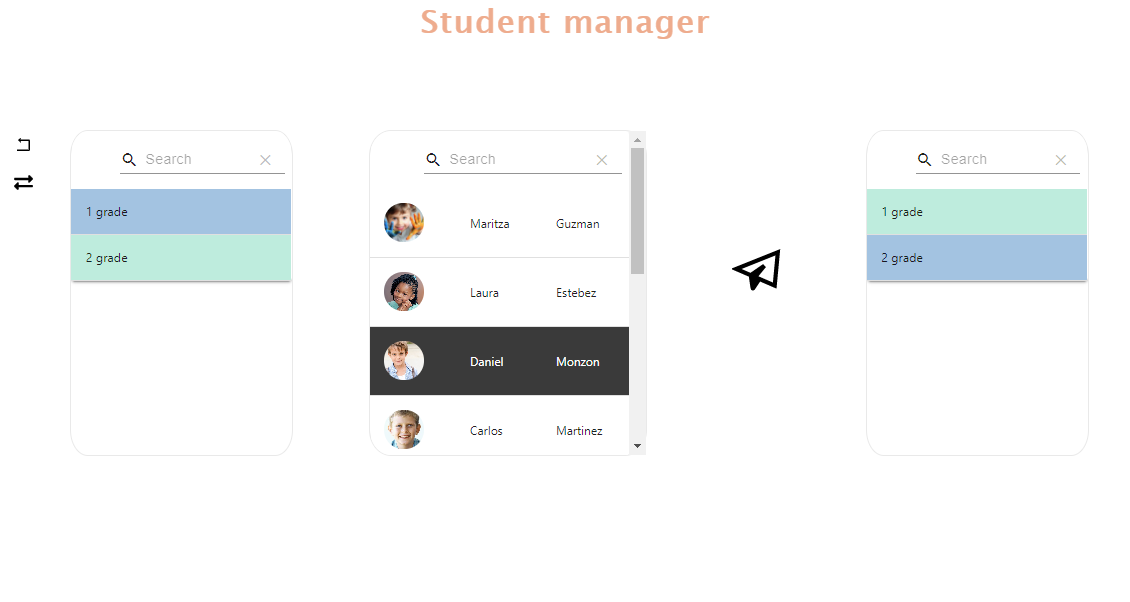 Student manager
Search
1 grade
2 grade
Search
Maritza Guzman
Laura Estebez
Daniel Monzon
Carlos Martinez
Search
1 grade
2 grade